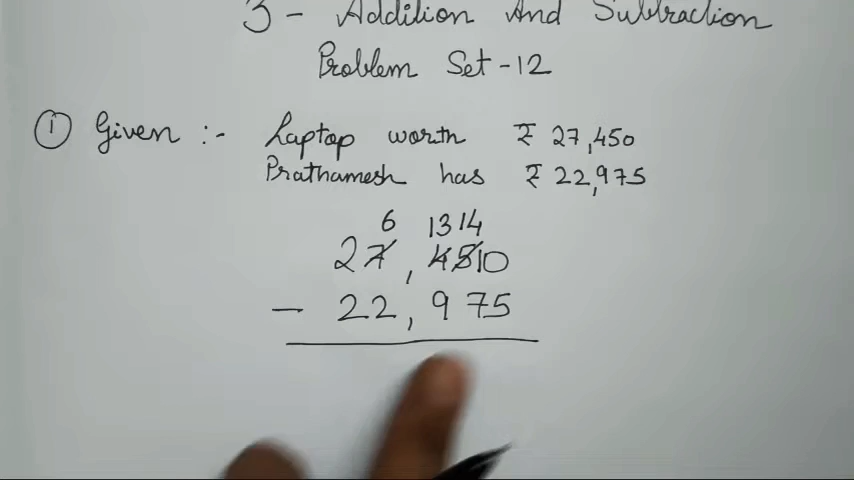 3 - Addition And Subtraction
Problem Set -12
① Given :- Laptop worth ₹ 27,450
Prathamesh has ₹ 22,975
6 13 14
27,4510
- 22,975